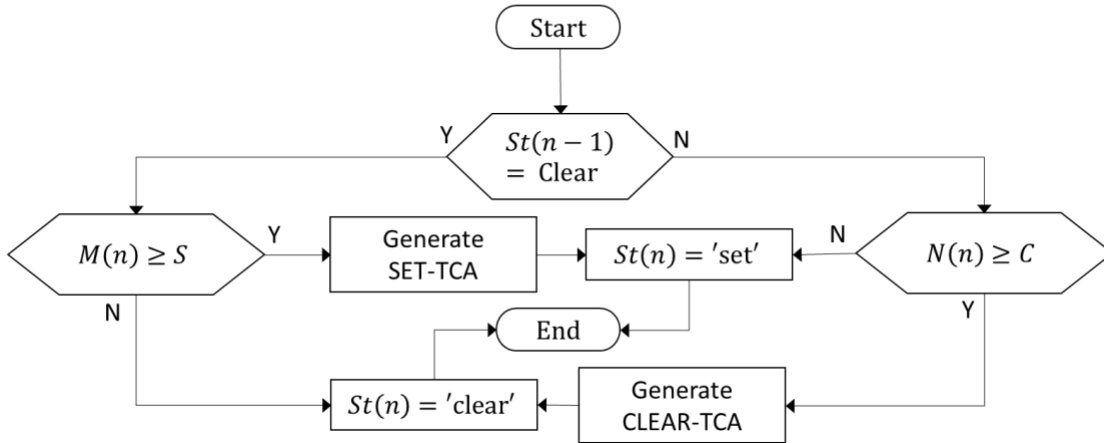 Start
Y
N
St(n − 1)
= Clear
M(n) ≥ S
Y
Generate
SET-TCA
St(n) = 'set'
N
N(n) ≥ C
N
Y
End
St(n) = 'clear'
Generate
CLEAR-TCA